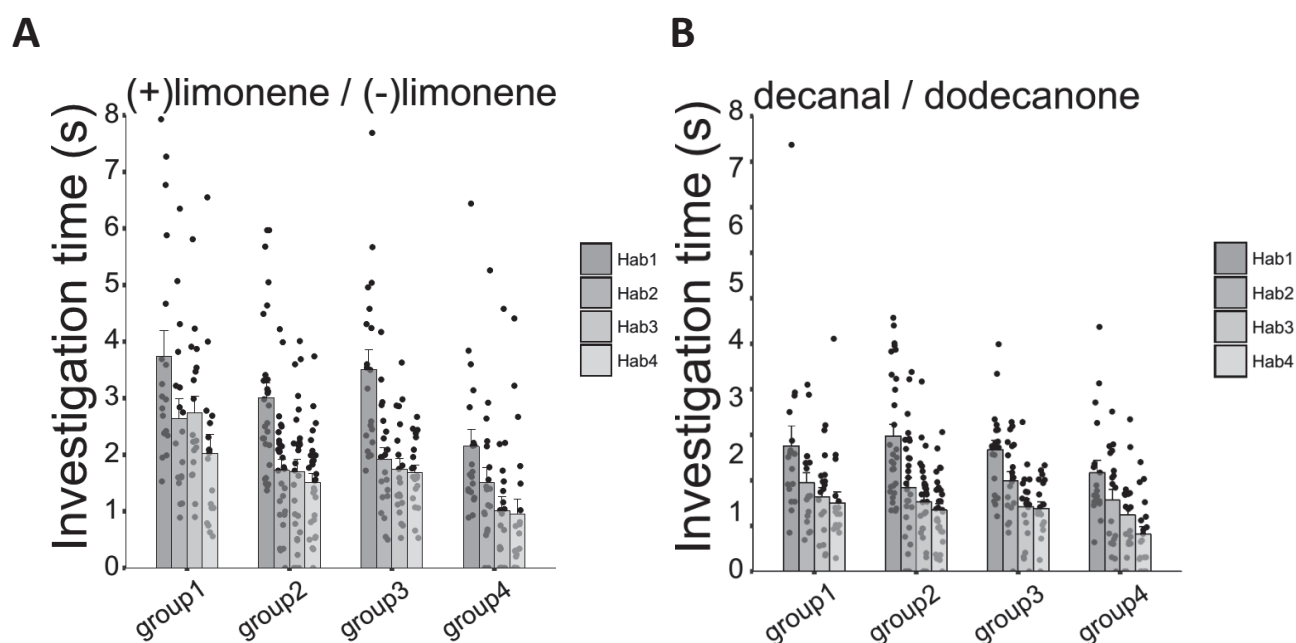 A
(+)limonene / (-)limonene
Investigation time (s)
8
7
6
5
4
3
2
1
0
group1
group2
group3
group4
Hab1
Hab2
Hab3
Hab4
B
decanal / dodecanone
Investigation time (s)
8
7
6
5
4
3
2
1
0
group1
group2
group3
group4
Hab1
Hab2
Hab3
Hab4